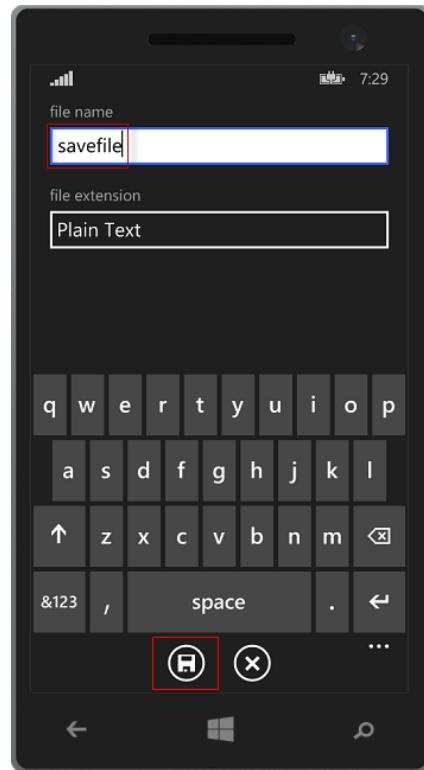 7:29
file name
savefile
file extension
Plain Text
q w e r t y u i o p
a s d f g h j k l
z x c v b n m
&123 , space .